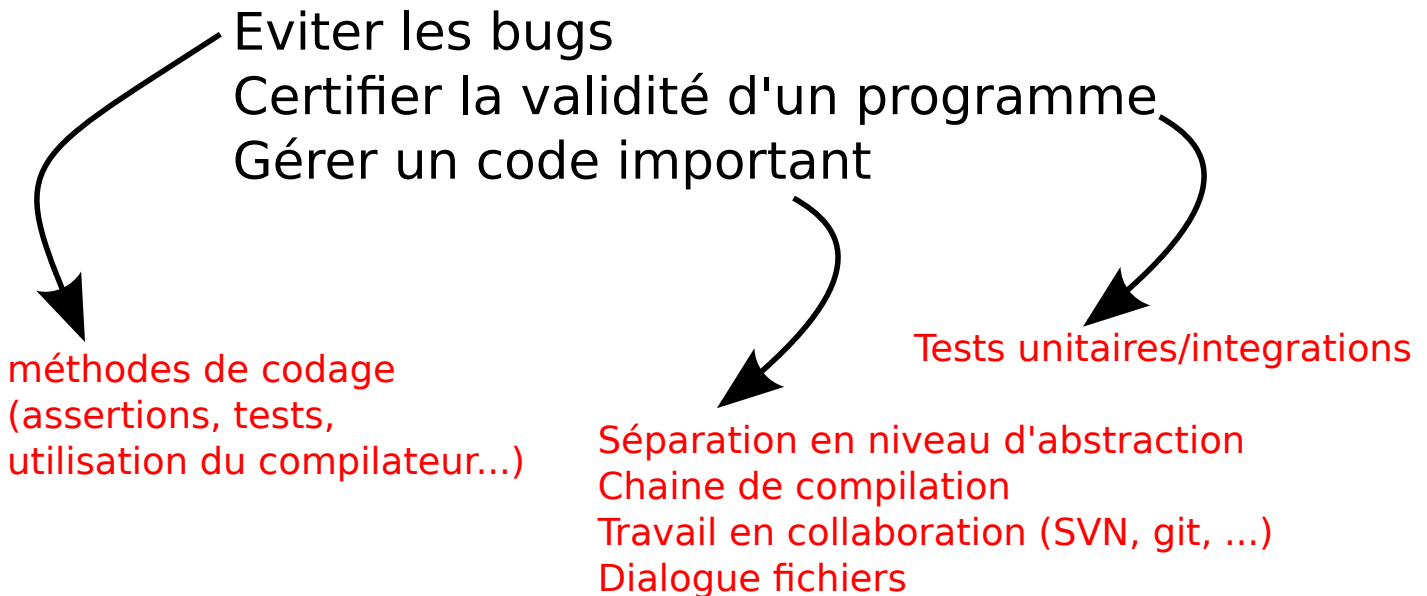 Eviter les bugs
Certifier la validité d'un programme
Gérer un code important
méthodes de codage
(assertions, tests,
utilisation du compilateur...)
Tests unitaires/integrations
Séparation en niveau d'abstraction
Chaine de compilation
Travail en collaboration (SVN, git, ...)
Dialogue fichiers